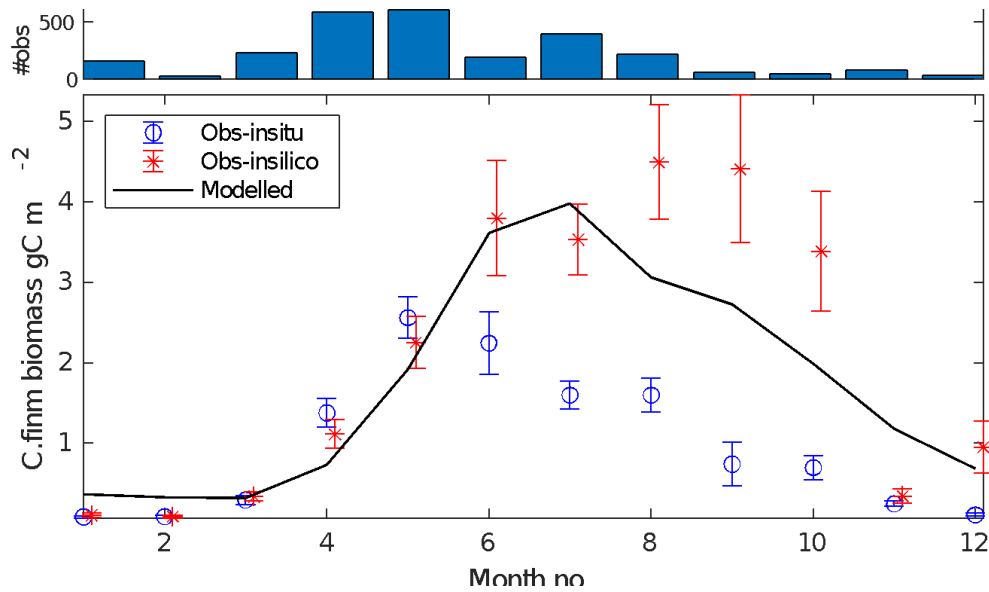 500
0
#obs
5
4
3
2
1
C.finm biomass gC m -2
Obs-insitu
Obs-insilico
Modelled
2 4 6 8 10 12
Month no